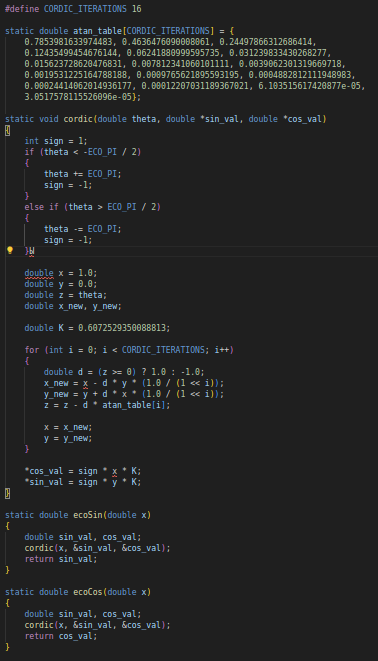 #define CORDIC_ITERATIONS 16
static double atan_table[CORDIC_ITERATIONS] = {
0.7853981633974483, 0.4636476090008061, 0.24497866312686414,
0.12435499454676144, 0.06241880999595735, 0.031239833430268277,
0.015623728620476831, 0.007812341060101111, 0.0039062301319669718,
0.0019531225164788188, 0.0009765621895593195, 0.0004882812111948983,
0.00024414062014936177, 0.00012207031189367021, 6.103515617420877e-05,
3.0517578115526096e-05};
static void cordic(double theta, double *sin_val, double *cos_val)
{
int sign = 1;
if (theta < -ECO_PI / 2)
{
theta += ECO_PI;
sign = -1;
}
else if (theta > ECO_PI / 2)
{
theta -= ECO_PI;
sign = -1;
}W
double x = 1.0;
double y = 0.0;
double z = theta;
double x_new, y_new;
double K = 0.6072529350088813;
for (int i = 0; i < CORDIC_ITERATIONS; i++)
{
double d = (z >= 0) ? 1.0 : -1.0;
x_new = x - d * y * (1.0 / (1 << i));
y_new = y + d * x * (1.0 / (1 << i));
z = z - d * atan_table[i];
x = x_new;
y = y_new;
}
*cos_val = sign * x * K;
*sin_val = sign * y * K;
}
static double ecoSin(double x)
{
double sin_val, cos_val;
cordic(x, &sin_val, &cos_val);
return sin_val;
}
static double ecoCos(double x)
{
double sin_val, cos_val;
cordic(x, &sin_val, &cos_val);
return cos_val;
}